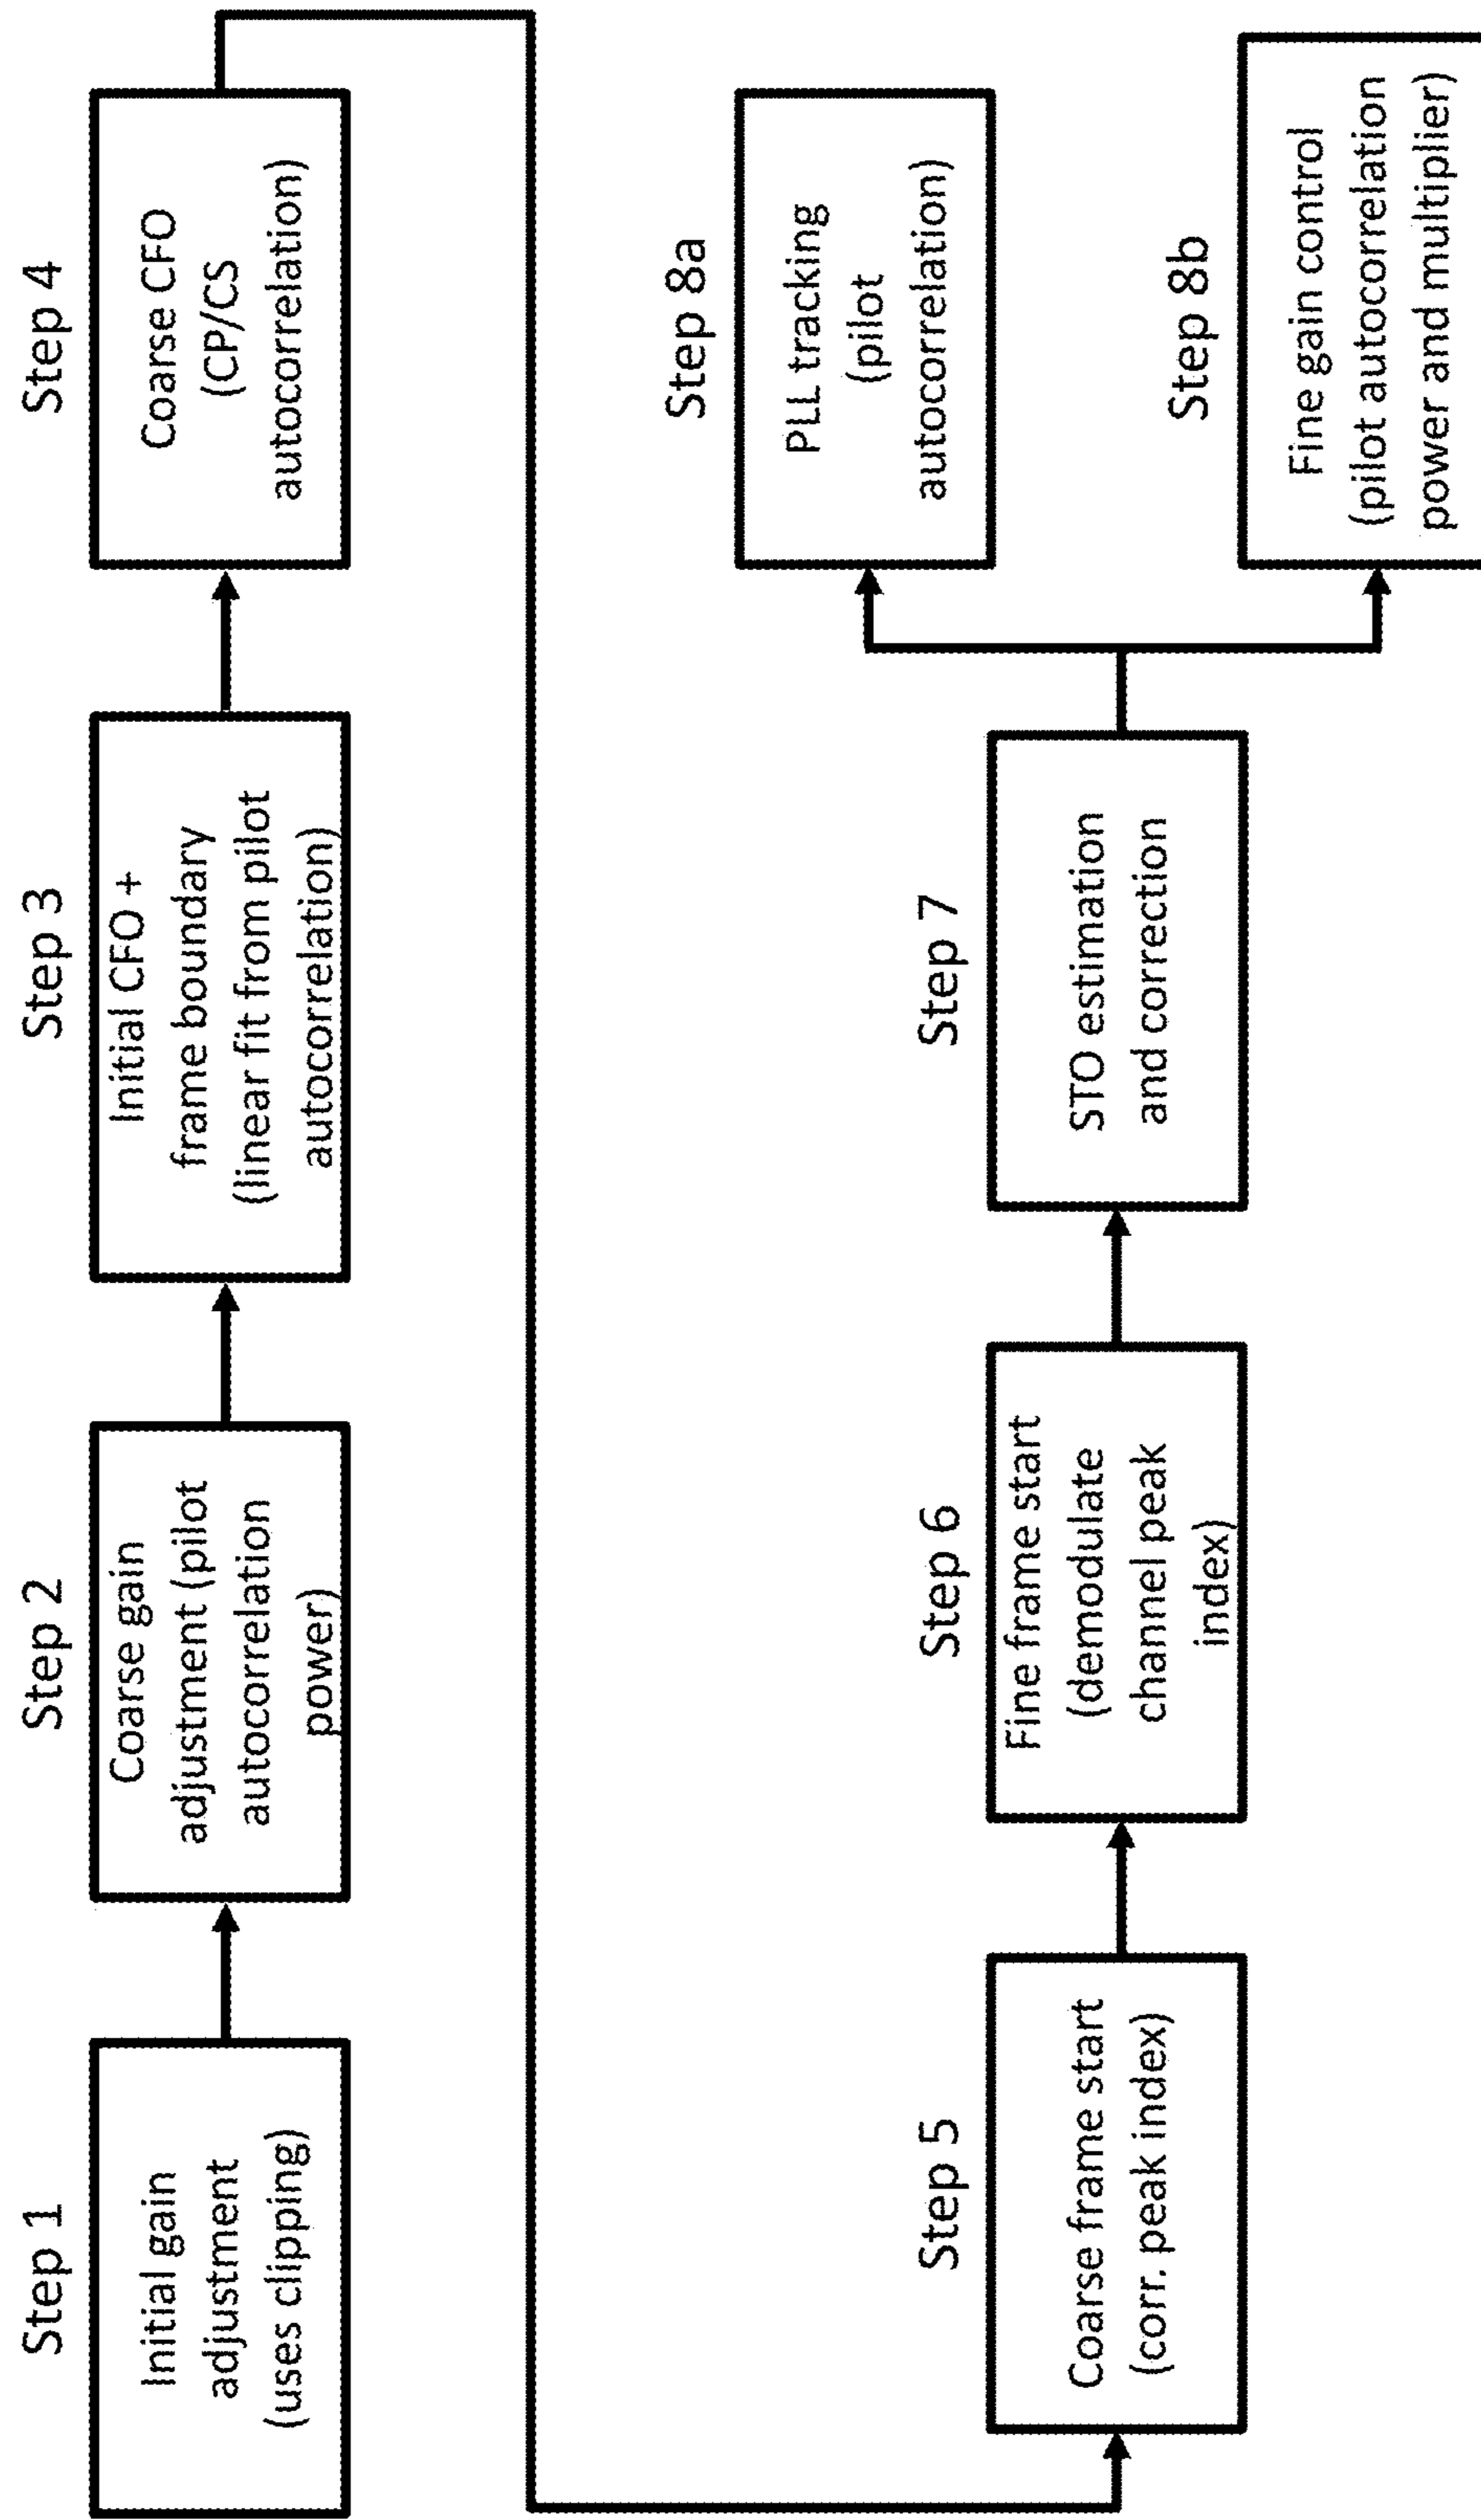 Step 1
Initial gain
adjustment
(uses clipping)
Step 2
Coarse gain
adjustment (pilot
autocorrelation
power)
Step 3
Initial CFO +
frame boundary
(linear fit from pilot
autocorrelation)
Step 4
Coarse CFO
(CP/CS
autocorrelation)
Step 5
Coarse frame start
(corr. peak index)
Step 6
Fine frame start
(demodulate
channel peak
index)
Step 7
STO estimation
and correction
Step 8a
PLL tracking
(pilot
autocorrelation)
Step 8b
Fine gain control
(pilot autocorrelation
power and multiplier)